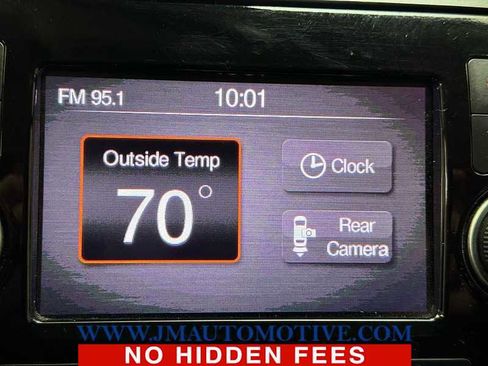 FM 95.1
10:01
Outside Temp
70°
Clock
Rear
Camera
WWW.JMAUTOMOTIVE.COM
NO HIDDEN FEES